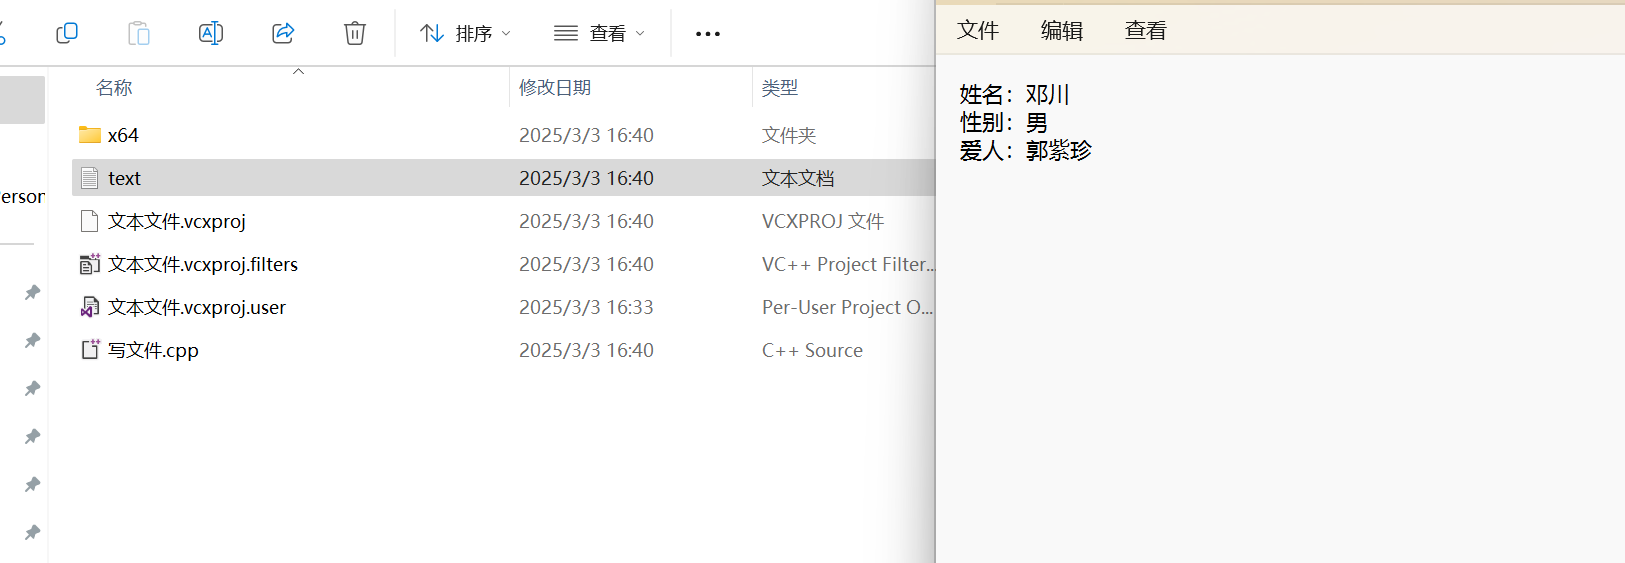 排序
查看
名称
修改日期
类型
erson
x64
2025/3/3 16:40
文件夹
text
2025/3/3 16:40
文本文档
文本文件.vcxproj
2025/3/3 16:40
VCXPROJ 文件
文本文件.vcxproj.filters
2025/3/3 16:40
VC++ Project Filter...
文本文件.vcxproj.user
2025/3/3 16:33
Per-User Project O...
写文件.cpp
2025/3/3 16:40
C++ Source
文件
编辑
查看
姓名：邓川
性别：男
爱人：郭紫珍